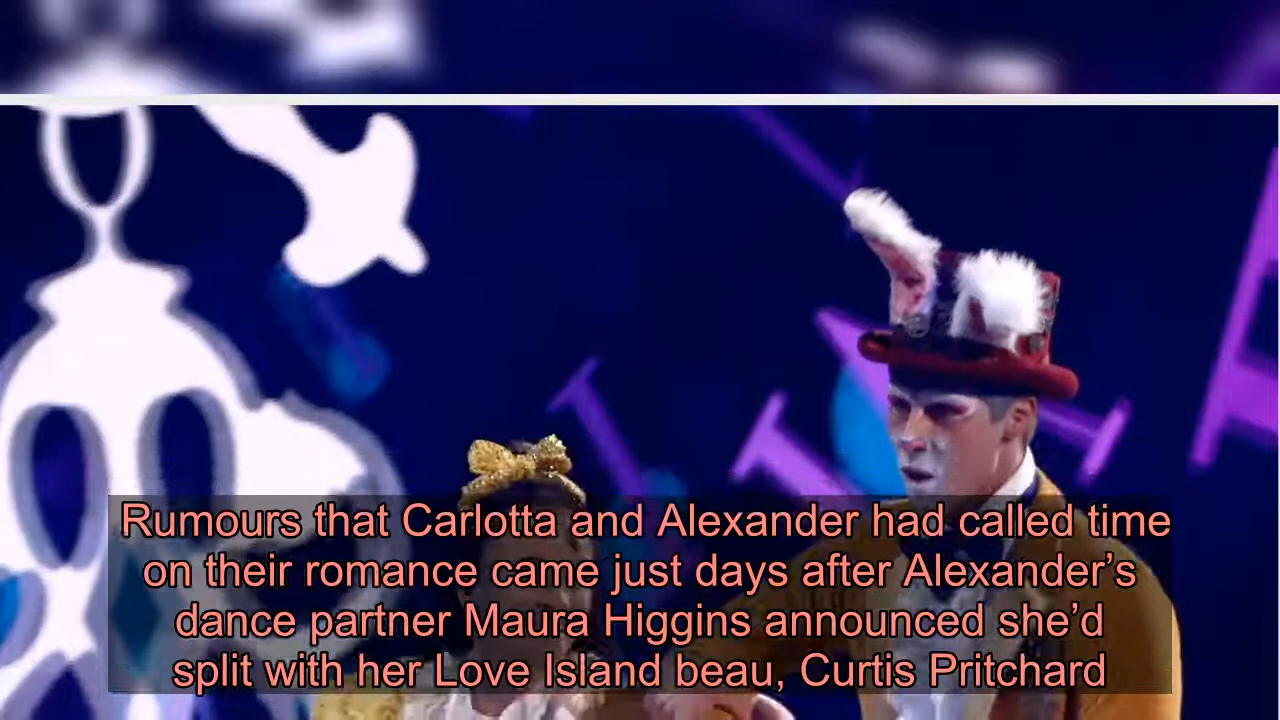 Rumours that Carlotta and Alexander had called time
on their romance came just days after Alexander’s
dance partner Maura Higgins announced she’d
split with her Love Island beau, Curtis Pritchard